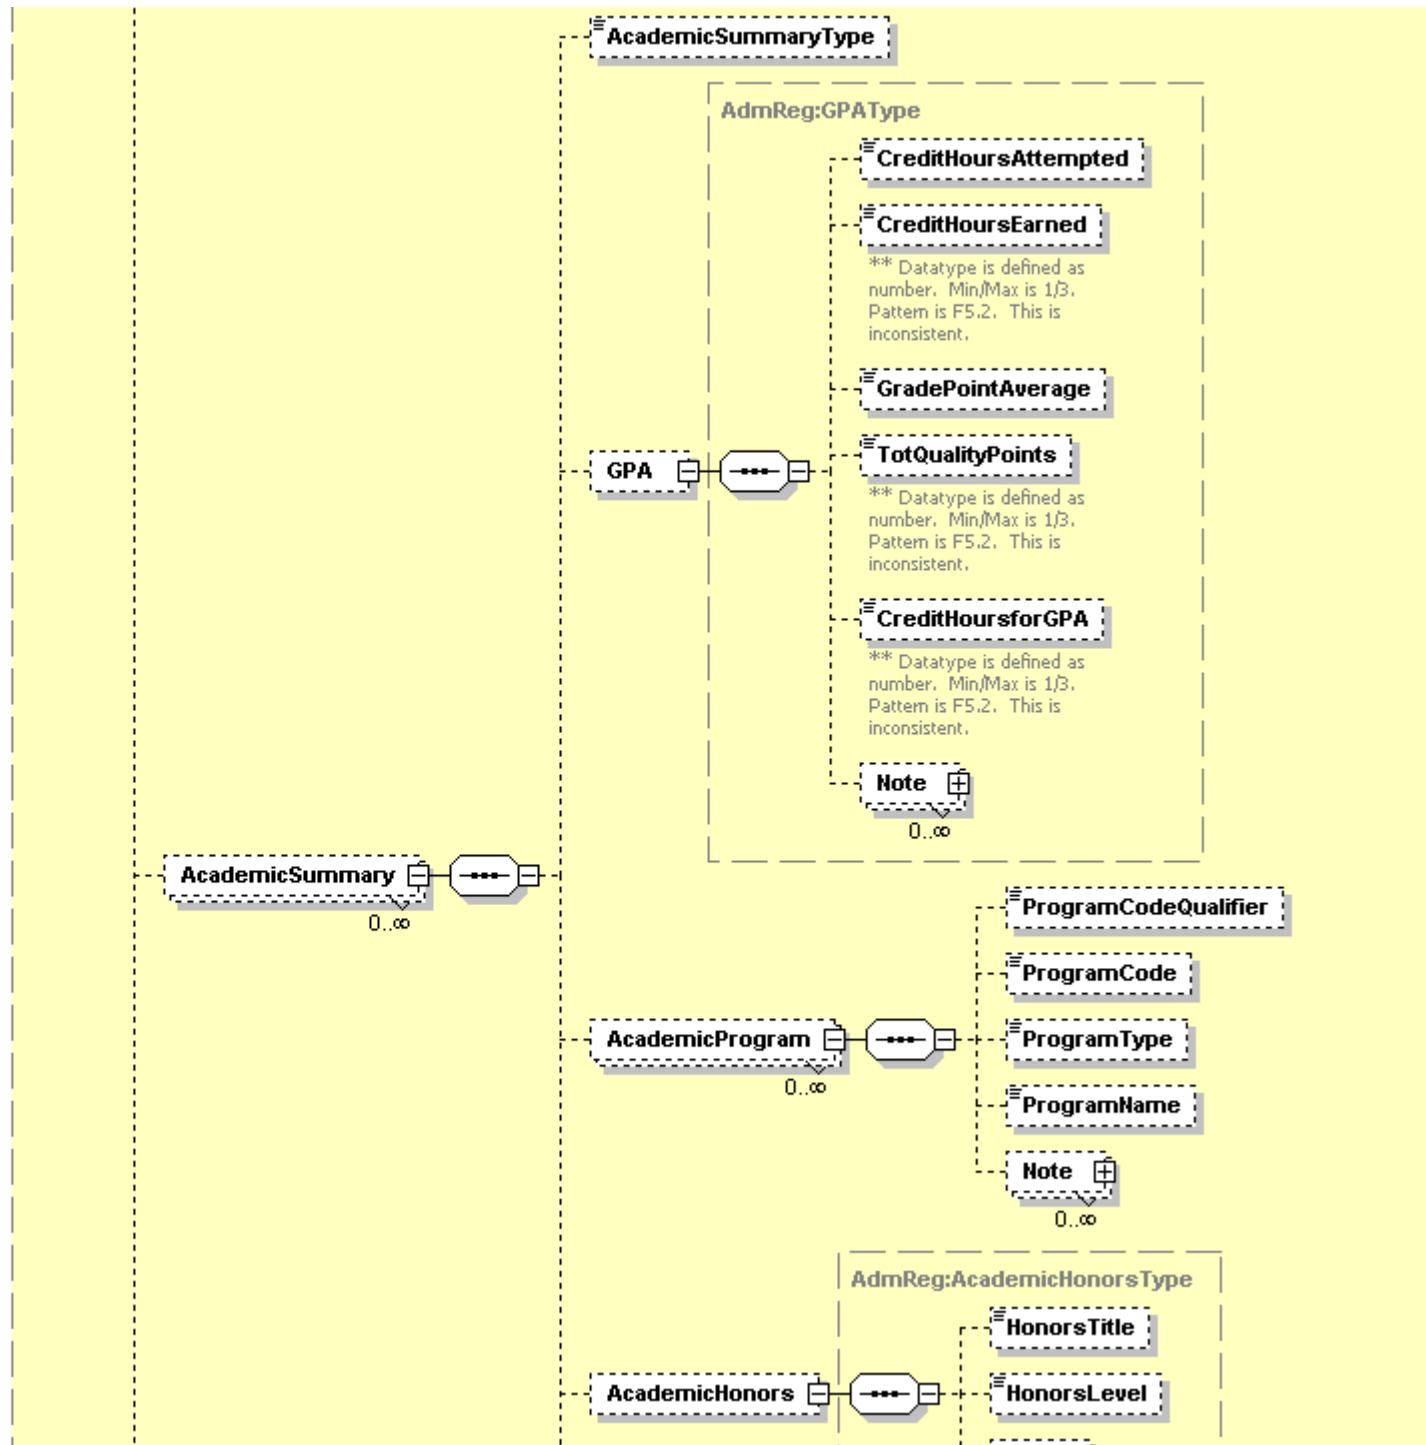 AcademicSummaryType
AdmReg:GPAType
CreditHoursAttempted
CreditHoursEarned
** Datatype is defined as
number. Min/Max is 1/3.
Pattern is F5.2. This is
inconsistent.
GradePointAverage
TotQualityPoints
** Datatype is defined as
number. Min/Max is 1/3.
Pattern is F5.2. This is
inconsistent.
GPA
CreditHoursforGPA
** Datatype is defined as
number. Min/Max is 1/3.
Pattern is F5.2. This is
inconsistent.
Note
0..∞
AcademicSummary
0..∞
ProgramCodeQualifier
ProgramCode
AcademicProgram
0..∞
ProgramType
ProgramName
Note
0..∞
AdmReg:AcademicHonorsType
HonorsTitle
AcademicHonors
HonorsLevel